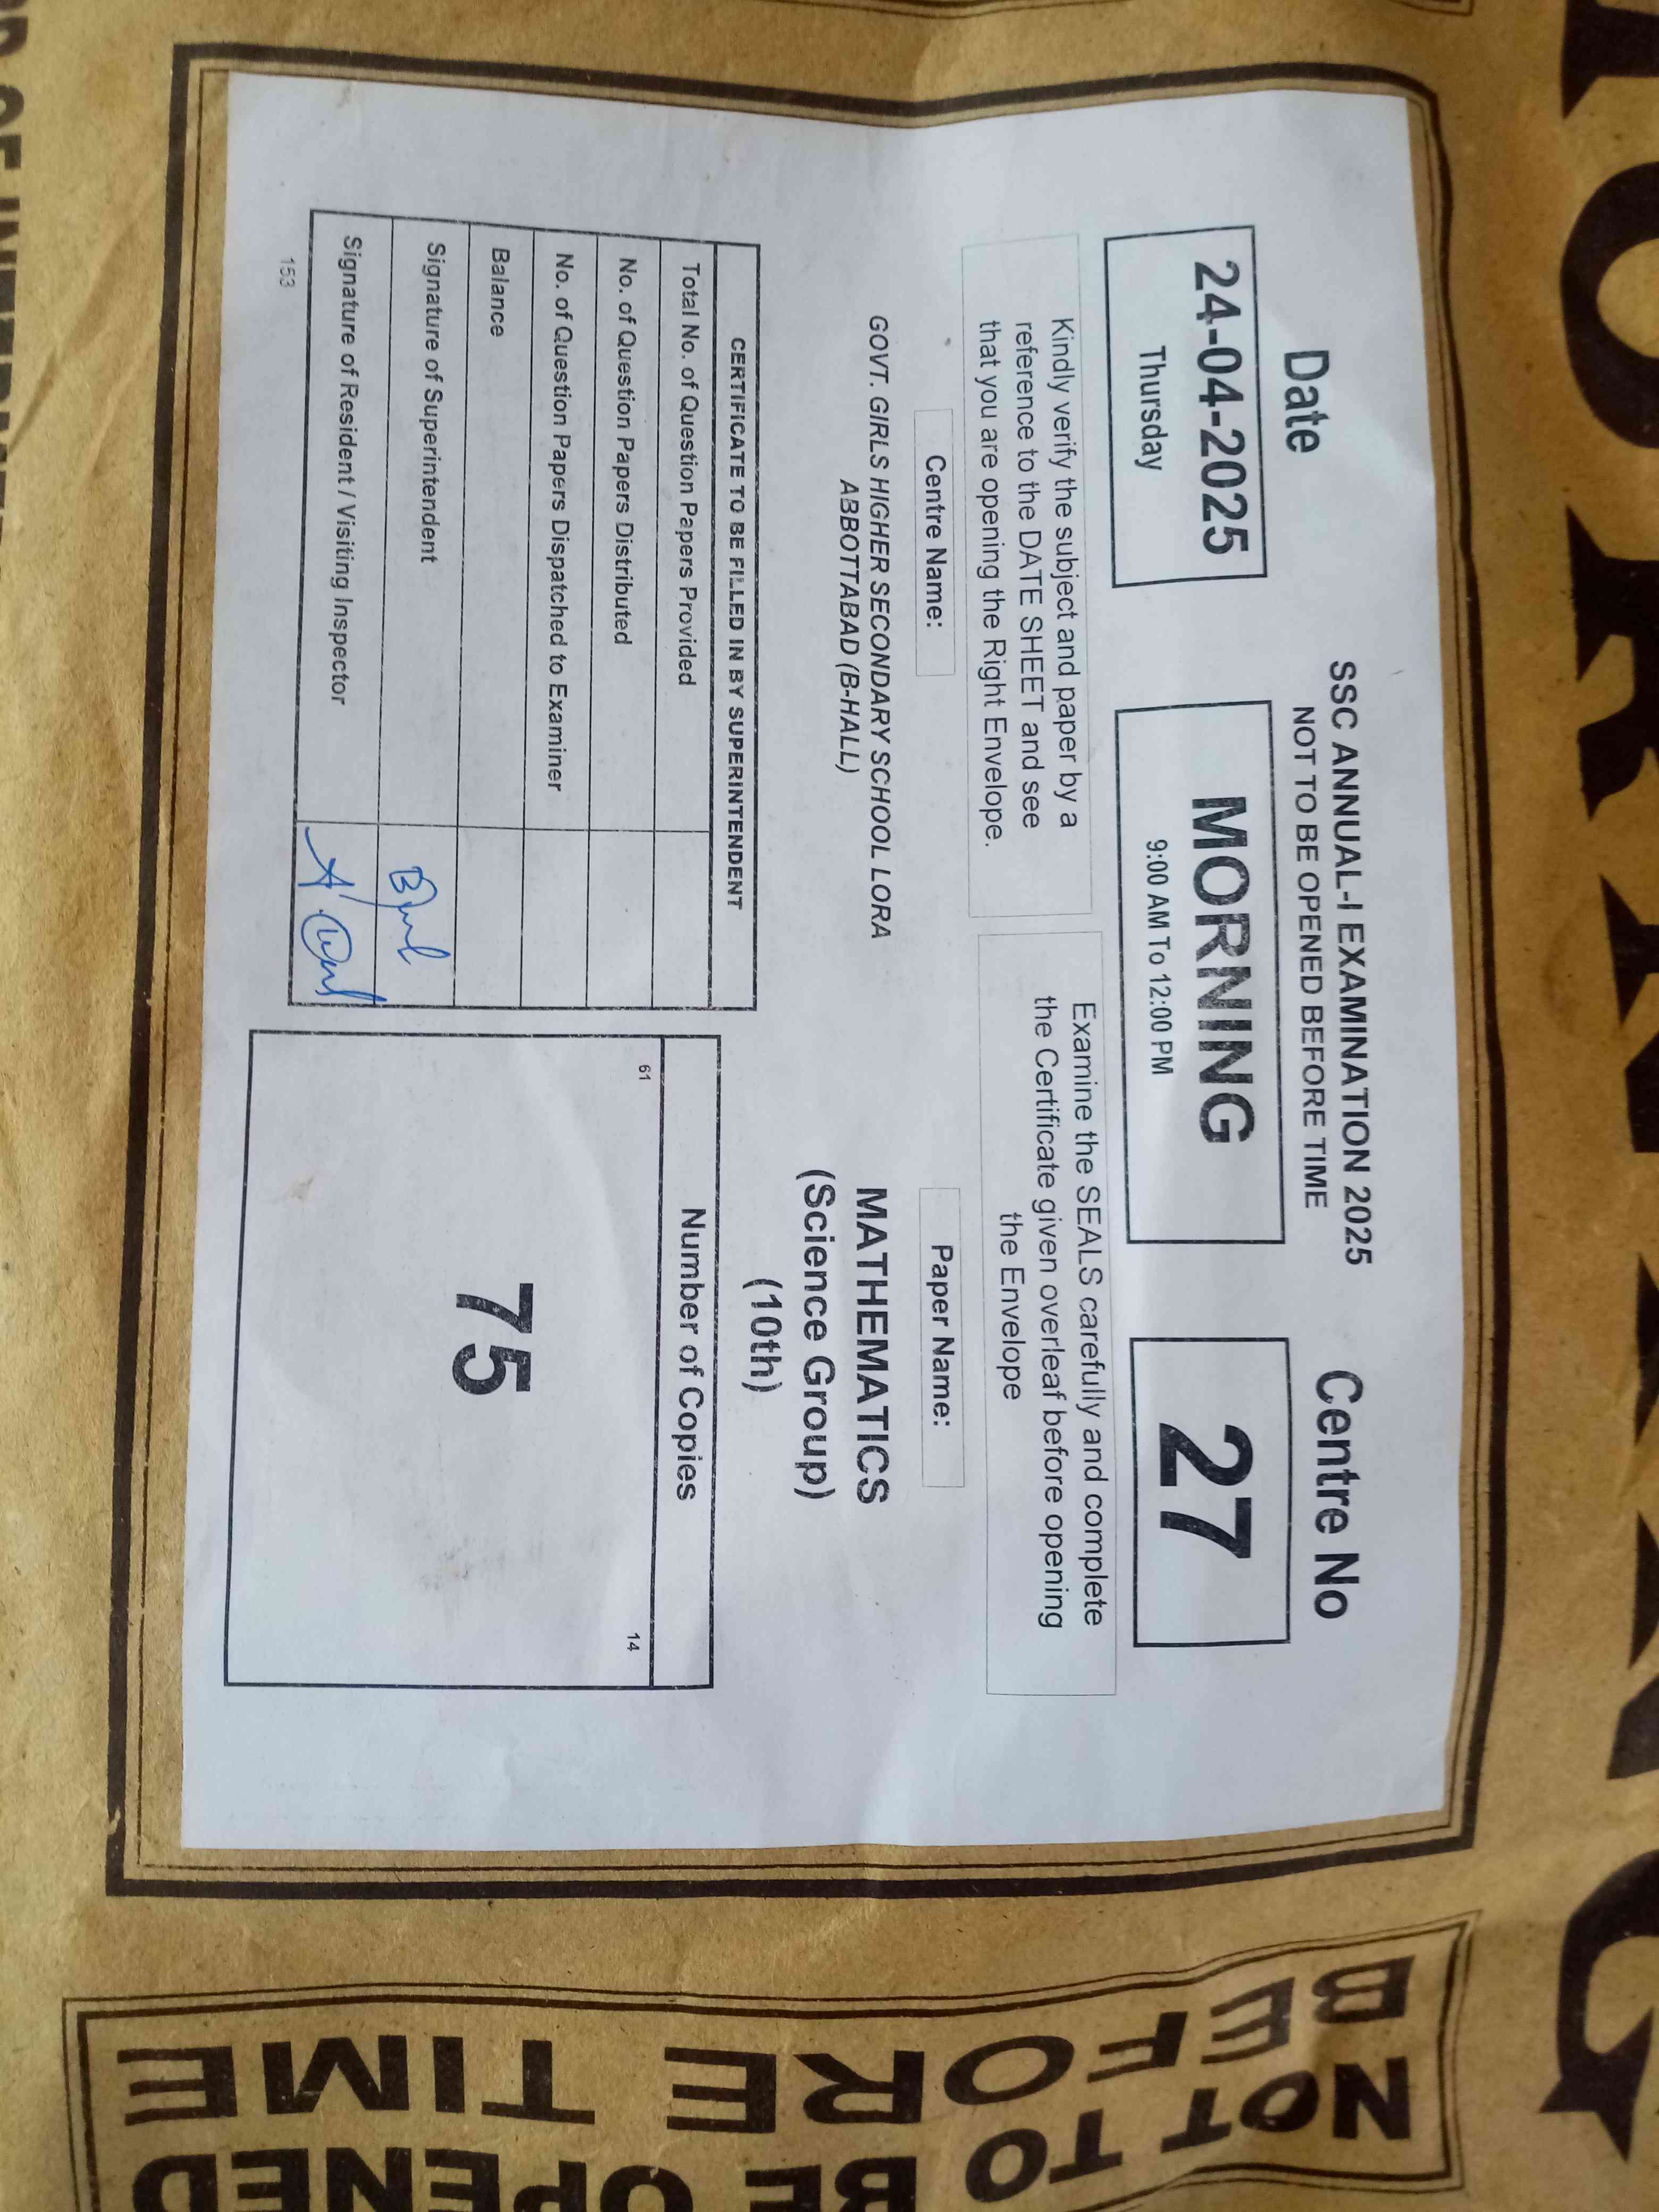 SSC ANNUAL-I EXAMINATION 2025
NOT TO BE OPENED BEFORE TIME
Date
Centre No
24-04-2025
Thursday
MORNING
9:00 AM To 12:00 PM
27
Kindly verify the subject and paper by a
reference to the DATE SHEET and see
that you are opening the Right Envelope.
Examine the SEALS carefully and complete
the Certificate given overleaf before opening
the Envelope
Centre Name:
GOVT. GIRLS HIGHER SECONDARY SCHOOL LORA
ABBOTTABAD (B-HALL)
Paper Name:
MATHEMATICS
(Science Group)
(10th)
CERTIFICATE TO BE FILLED IN BY SUPERINTENDENT
Total No. of Question Papers Provided
No. of Question Papers Distributed
No. of Question Papers Dispatched to Examiner
Balance
Signature of Superintendent
Signature of Resident / Visiting Inspector
153
Number of Copies
61
14
75
NOT TO BE OPENED
BEFORE TIME